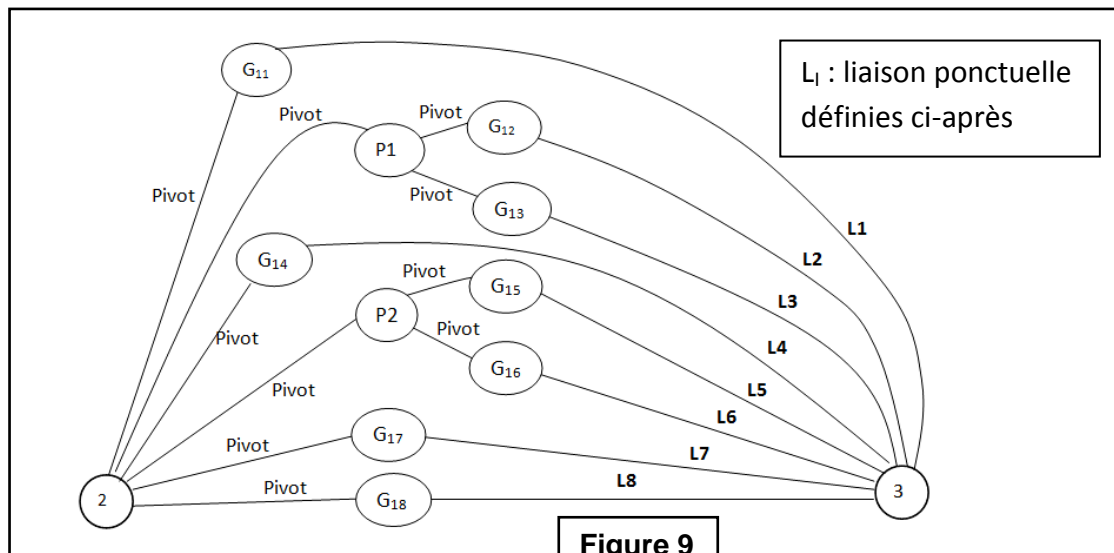 G₁₁
Lᵢ : liaison ponctuelle
définies ci-après
Pivot
Pivot
G₁₂
P1
Pivot
Pivot
G₁₃
L1
L2
G₁₄
Pivot
G₁₅
L3
P2
Pivot
Pivot
L4
G₁₆
L5
Pivot
L6
G₁₇
Pivot
L7
2
Pivot
G₁₈
L8
3
Figure 9